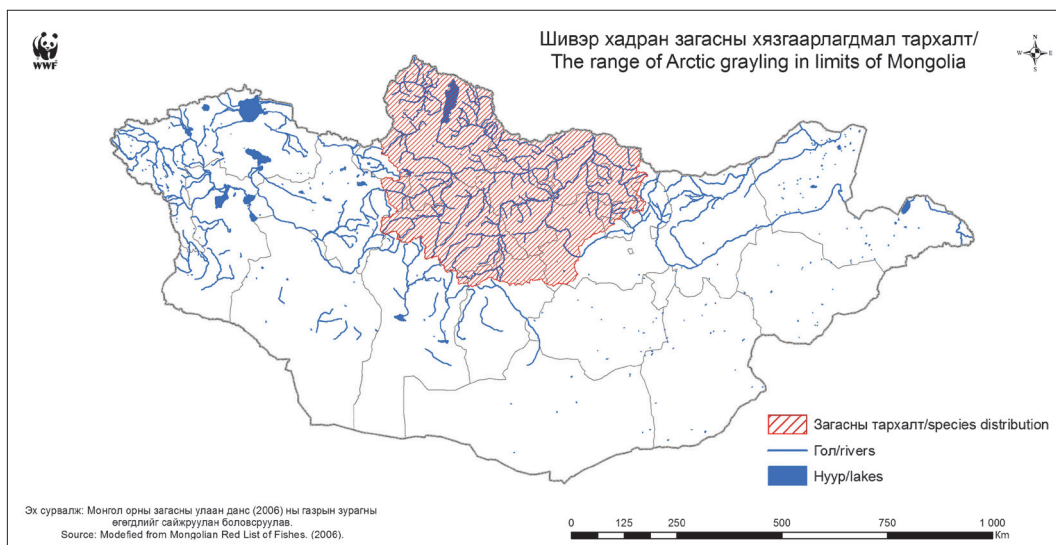 WWF
Шивэр хадран загасны хязгаарлагдмал тархалт/
The range of Arctic grayling in limits of Mongolia
N
W E
S
Загасны тархалт/species distribution
Гол/rivers
Нуур/lakes
Эх сурвалж: Монгол орны загасны улаан данс (2006) ны газрын зурагны
өгөгдлийг сайжруулан боловсруулав.
Source: Modefied from Mongolian Red List of Fishes. (2006).
0 125 250 500 750 1 000
Km